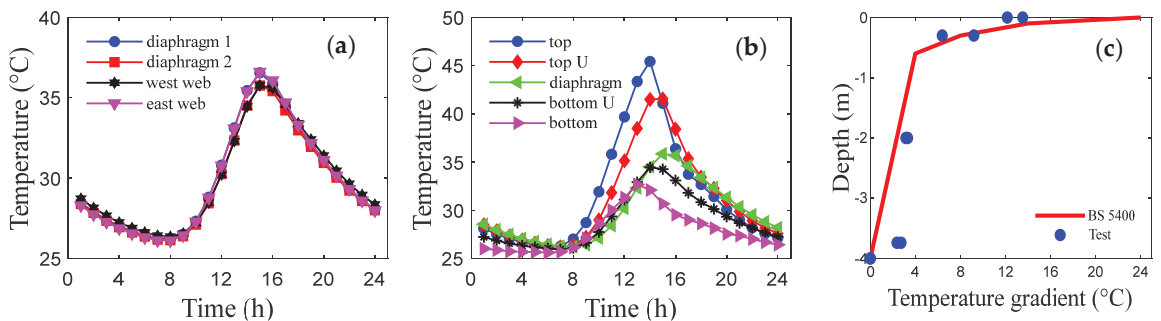 (a)
diaphragm 1
diaphragm 2
west web
east web
Temperature (°C)
40
35
30
25
0 4 8 12 16 20 24
Time (h)
(b)
top
top U
diaphragm
bottom U
bottom
Temperature (°C)
50
45
40
35
30
25
0 4 8 12 16 20 24
Time (h)
(c)
BS 5400
Test
Depth (m)
0
-1
-2
-3
-4
0 4 8 12 16 20 24
Temperature gradient (°C)